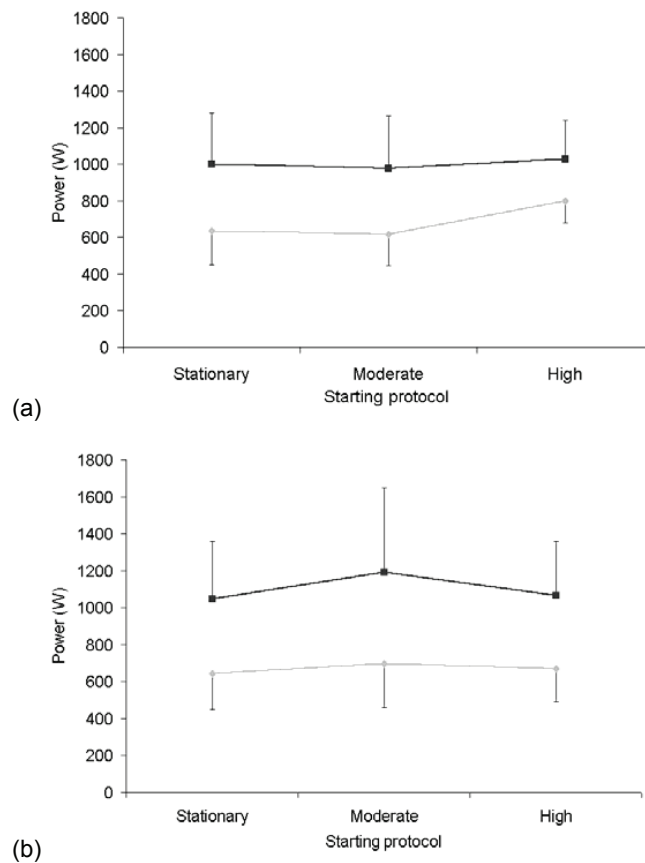 1800
1600
1400
1200
1000
800
600
400
200
0
Power (W)
Stationary Moderate High
Starting protocol
(a)
1800
1600
1400
1200
1000
800
600
400
200
0
Power (W)
Stationary Moderate High
Starting protocol
(b)